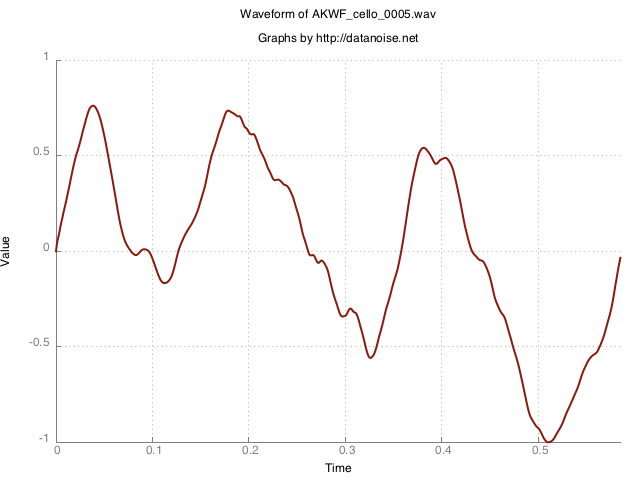 Waveform of AKWF_cello_0005.wav
Graphs by http://datanoise.net
1
0.5
0
-0.5
-1
Value
0 0.1 0.2 0.3 0.4 0.5
Time